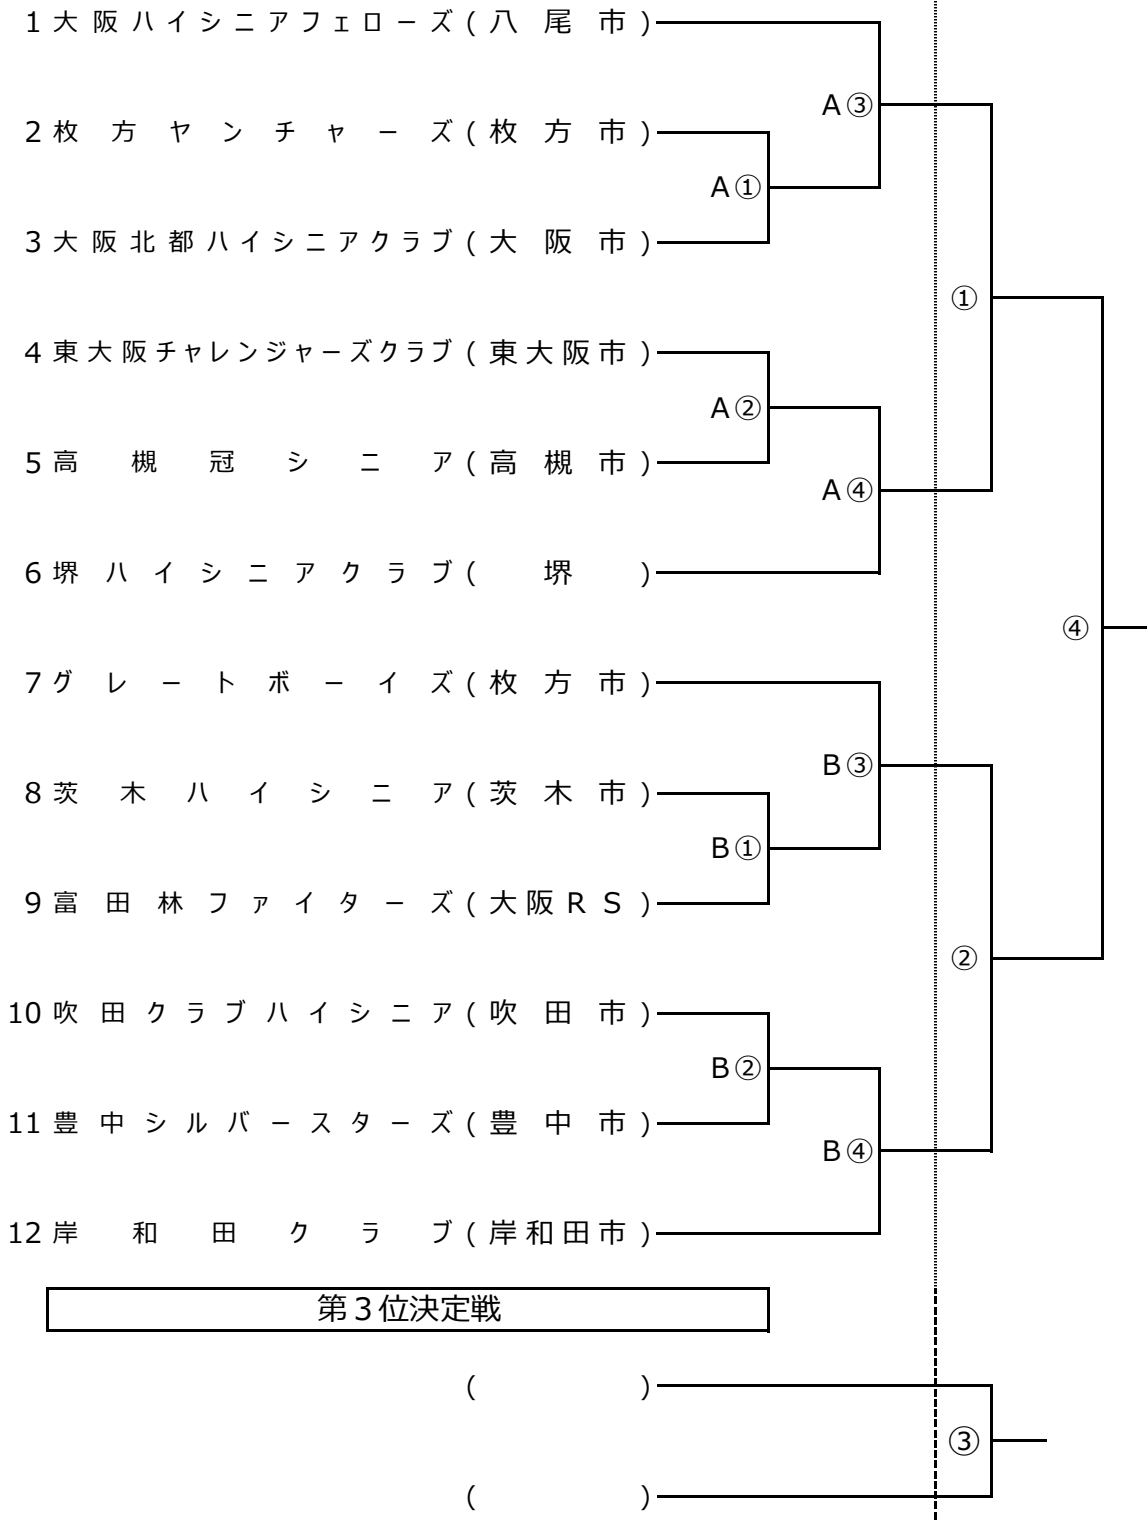 1 大阪ハイシニアフェローズ ( 八尾市 )
A③
2 枚方ヤンチャーズ ( 枚方市 )
A①
3 大阪北都ハイシニアクラブ ( 大阪市 )
①
4 東大阪チャレンジャーズクラブ ( 東大阪市 )
A②
5 高槻冠シニア ( 高槻市 )
A④
6 堺ハイシニアクラブ ( 堺 )
④
7 グレートボーイズ ( 枚方市 )
B③
8 茨木ハイシニア ( 茨木市 )
B①
9 富田林ファイターズ ( 大阪RS )
②
10 吹田クラブハイシニア ( 吹田市 )
B②
11 豊中シルバースターズ ( 豊中市 )
B④
12 岸和田クラブ ( 岸和田市 )
第3位決定戦
( )
③
( )